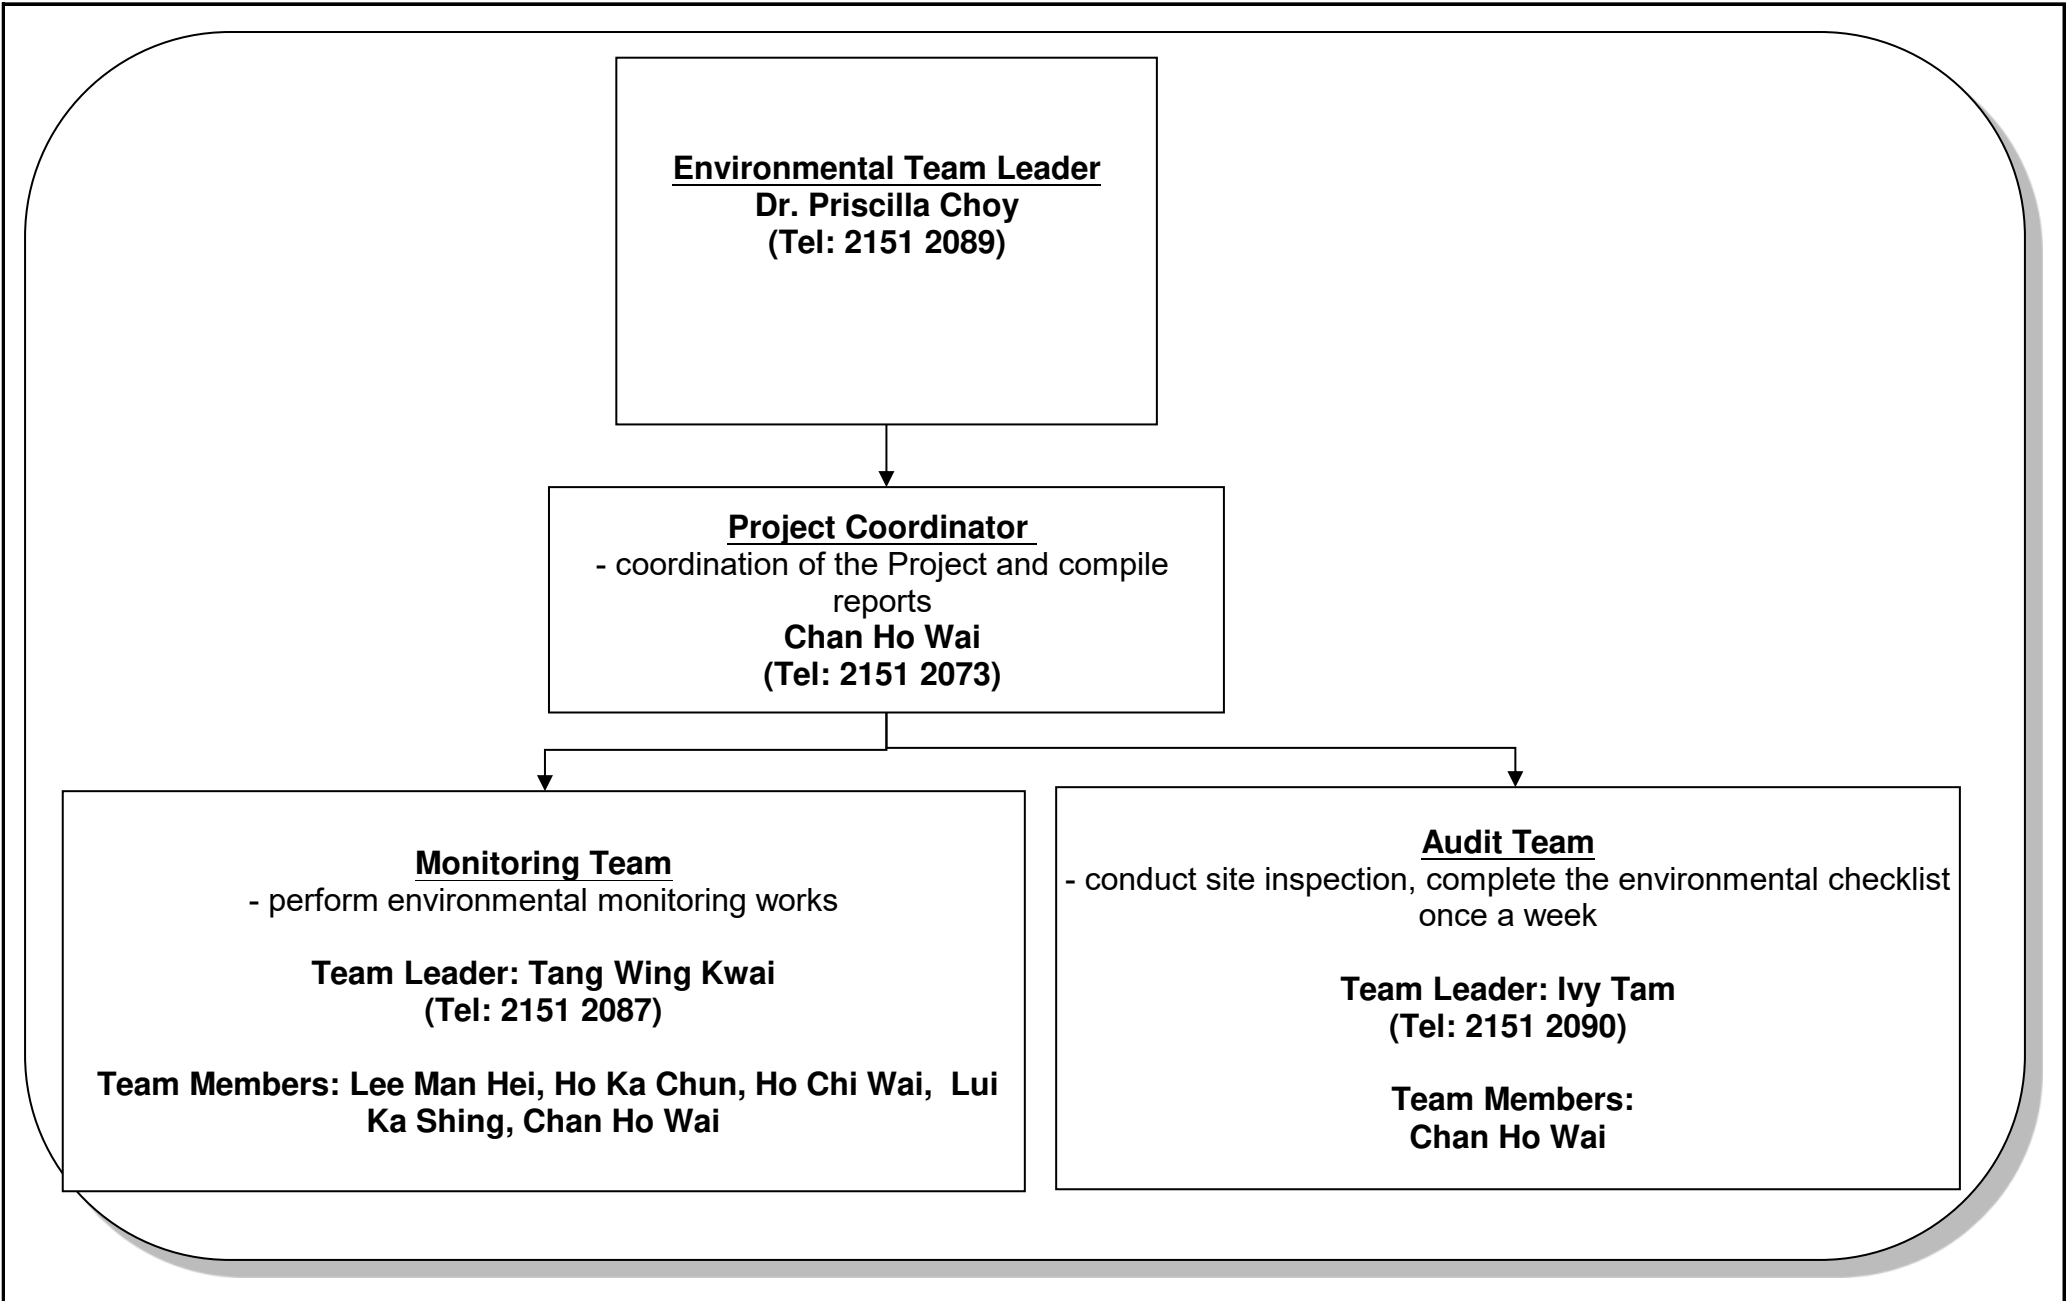 Environmental Team Leader
Dr. Priscilla Choy
(Tel: 2151 2089)
Project Coordinator
- coordination of the Project and compile
reports
Chan Ho Wai
(Tel: 2151 2073)
Monitoring Team
- perform environmental monitoring works
Team Leader: Tang Wing Kwai
(Tel: 2151 2087)
Team Members: Lee Man Hei, Ho Ka Chun, Ho Chi Wai,  Lui
Ka Shing, Chan Ho Wai
Audit Team
- conduct site inspection, complete the environmental checklist
once a week
Team Leader: Ivy Tam
(Tel: 2151 2090)
Team Members:
Chan Ho Wai